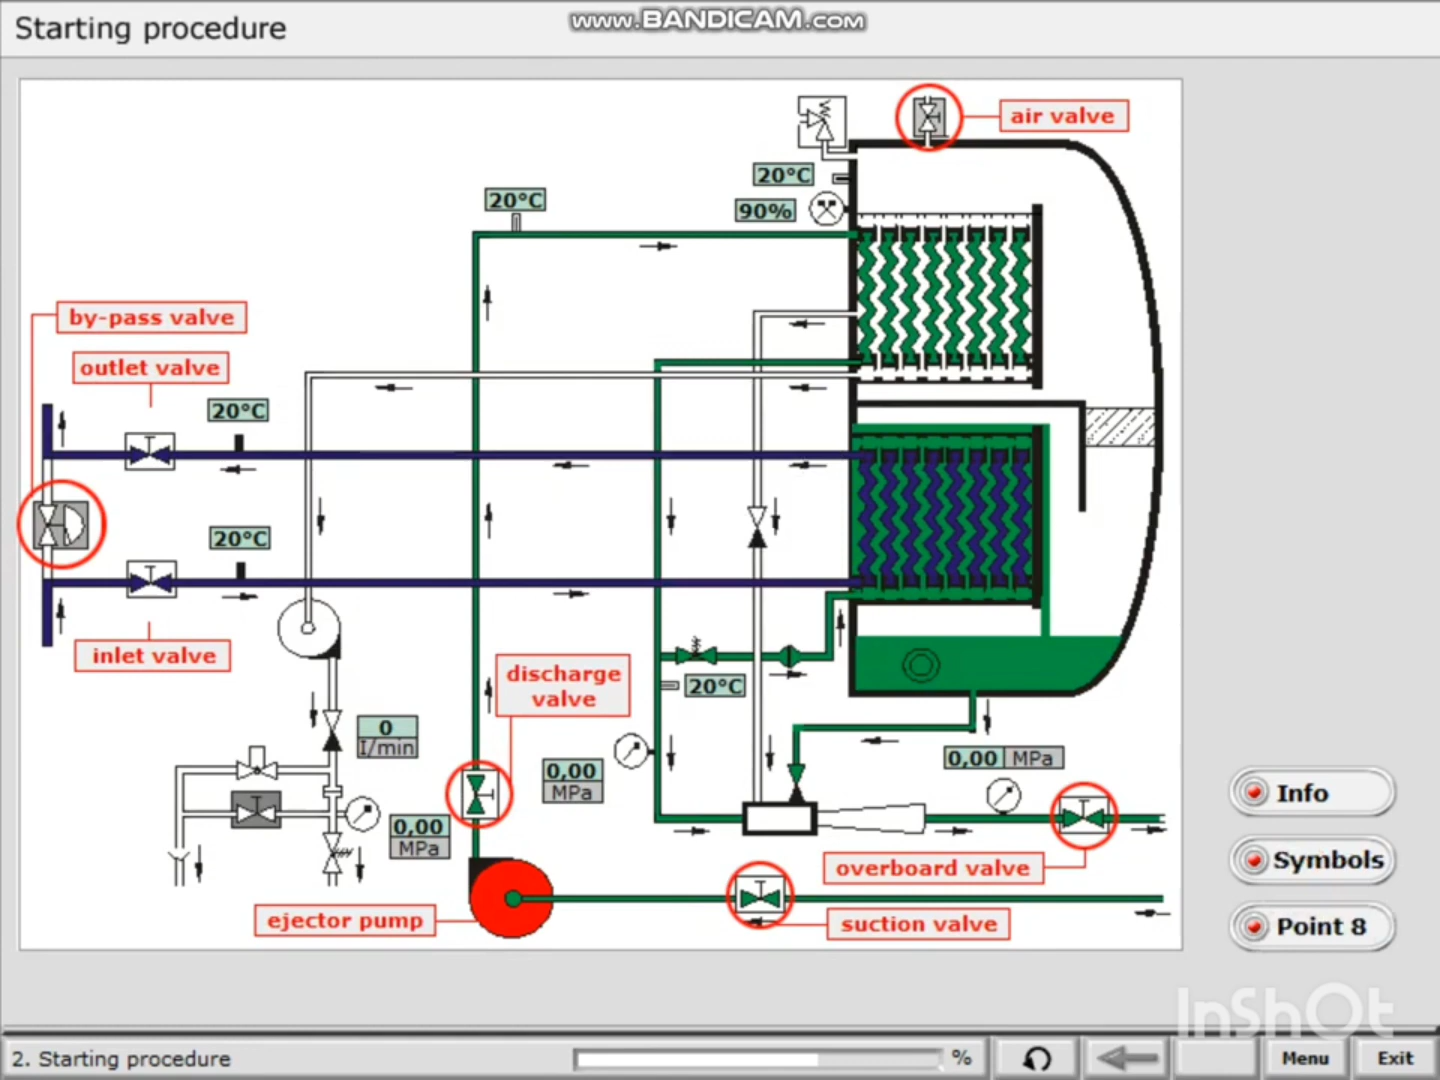 Starting procedure
www.BANDICAM.com
air valve
20°C
20°C
90%
by-pass valve
outlet valve
20°C
20°C
inlet valve
discharge
valve
20°C
0
I/min
0,00
MPa
0,00 MPa
0,00
MPa
overboard valve
ejector pump
suction valve
Info
Symbols
Point 8
InShOt
2. Starting procedure
%
Menu
Exit